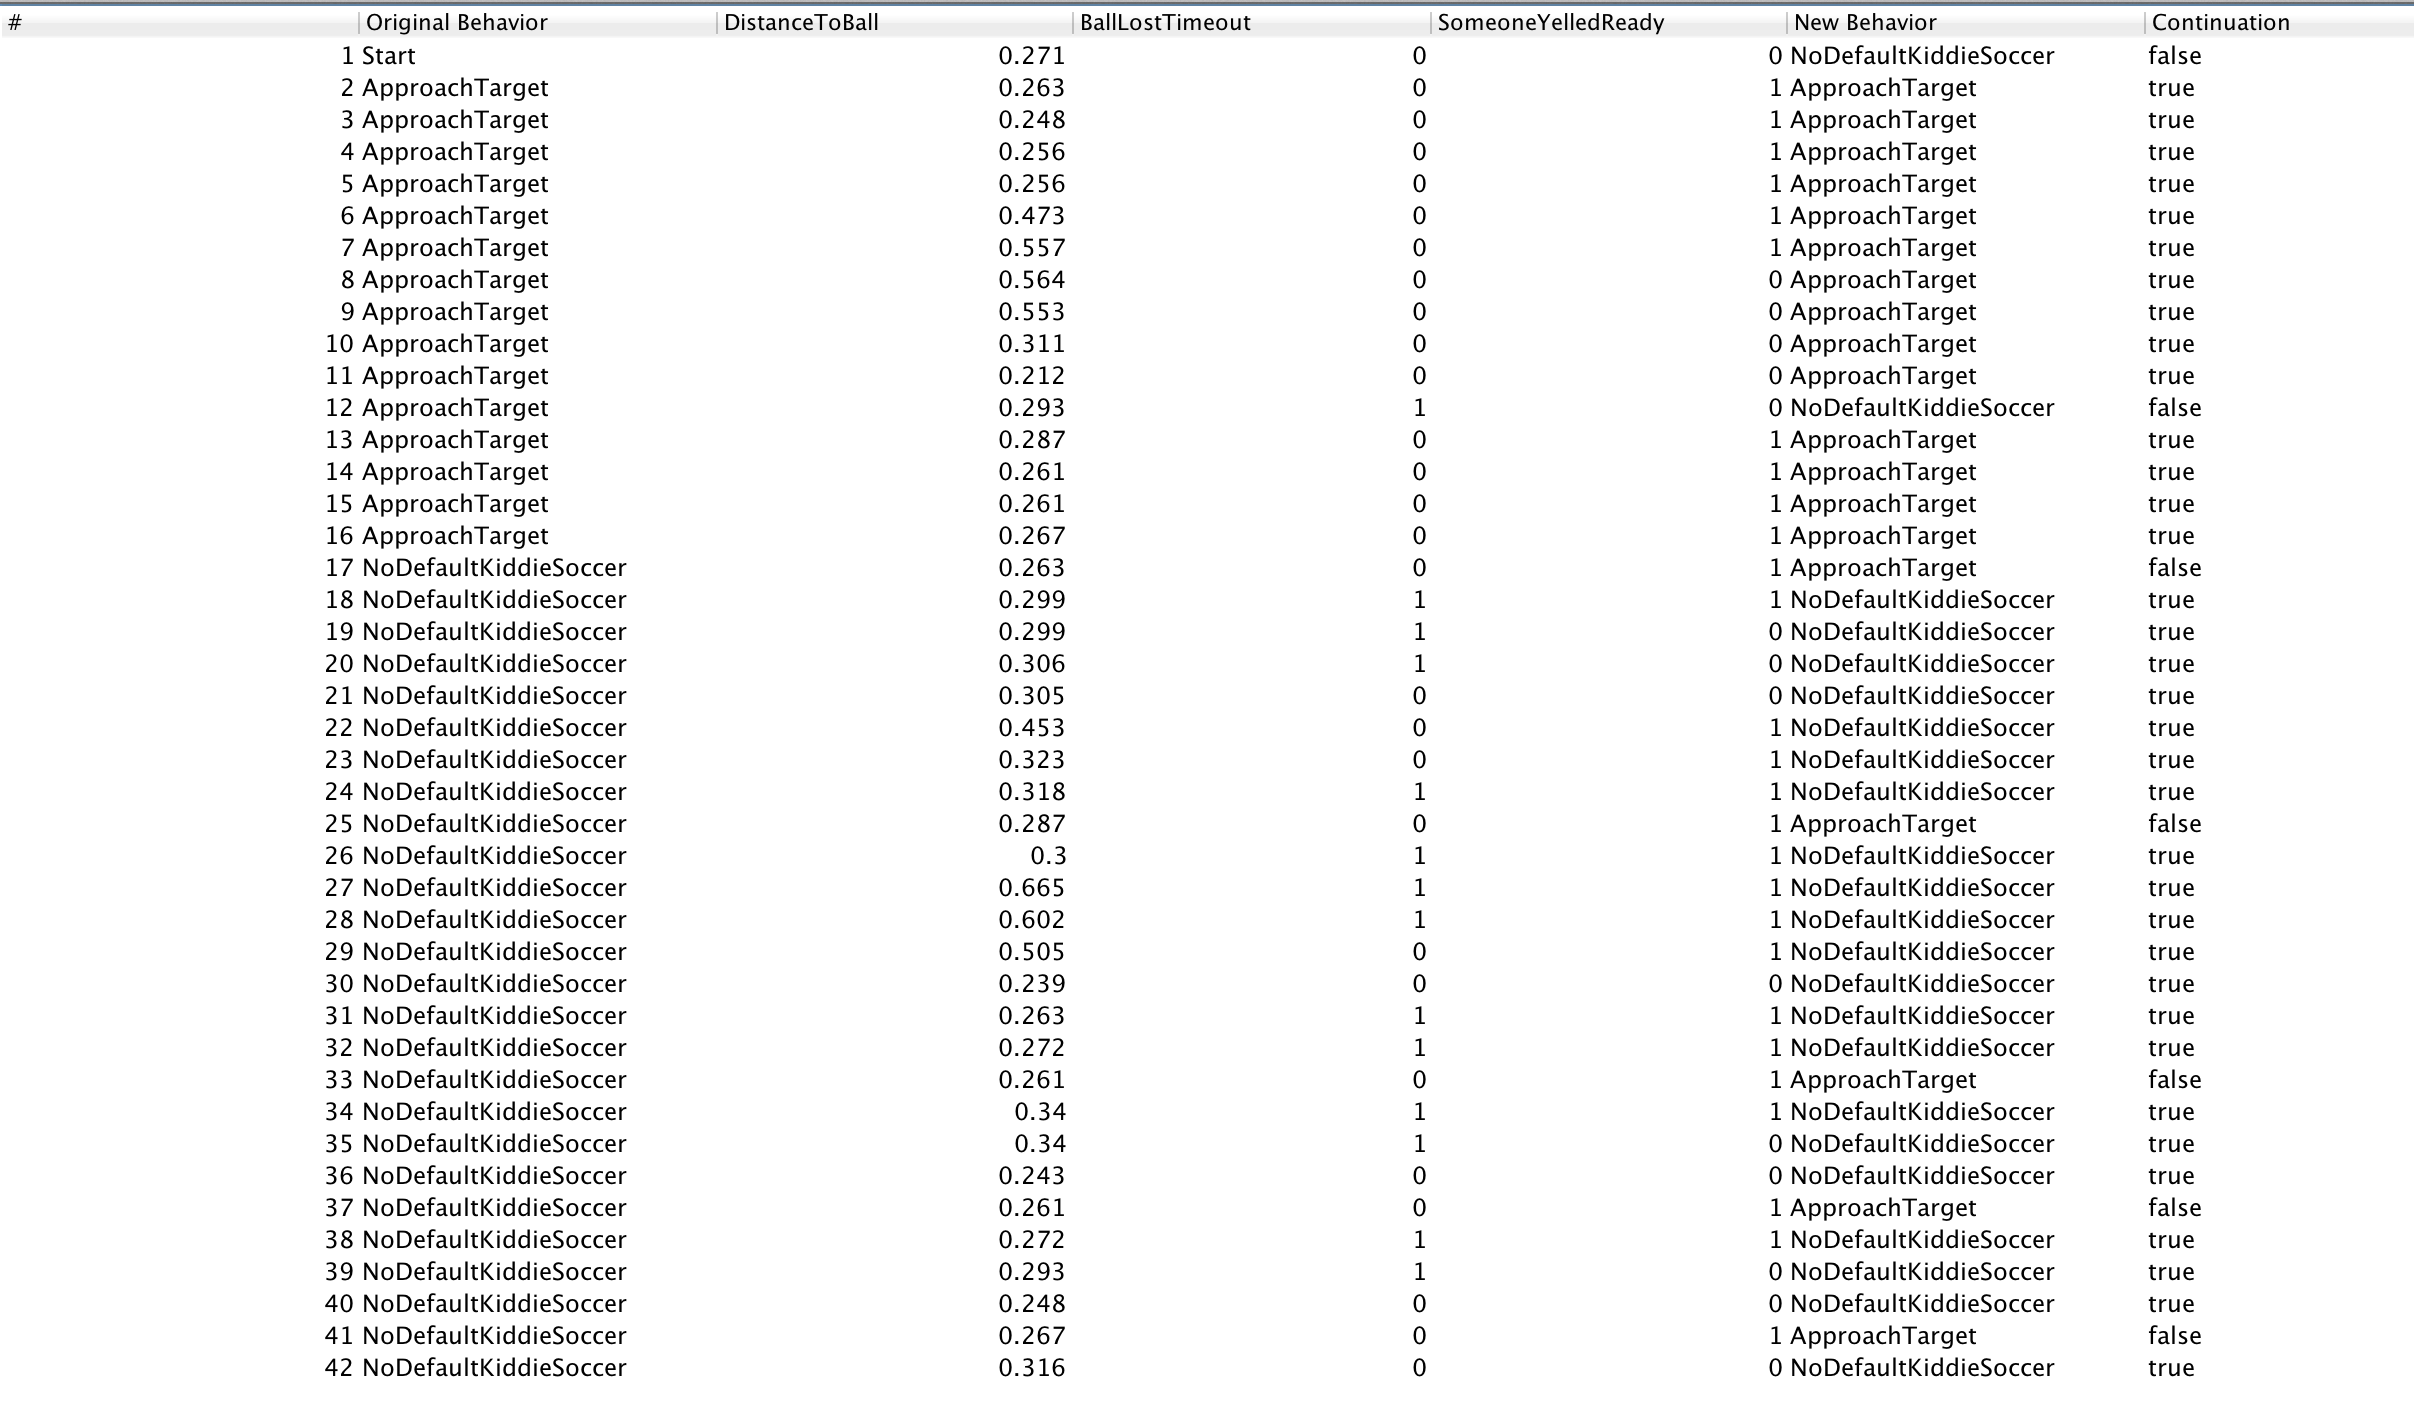 # Original Behavior DistanceToBall BallLostTimeout SomeoneYelledReady New Behavior Continuation
1 Start 0.271 0 0 NoDefaultKiddieSoccer false
2 ApproachTarget 0.263 0 1 ApproachTarget true
3 ApproachTarget 0.248 0 1 ApproachTarget true
4 ApproachTarget 0.256 0 1 ApproachTarget true
5 ApproachTarget 0.256 0 1 ApproachTarget true
6 ApproachTarget 0.473 0 1 ApproachTarget true
7 ApproachTarget 0.557 0 1 ApproachTarget true
8 ApproachTarget 0.564 0 0 ApproachTarget true
9 ApproachTarget 0.553 0 0 ApproachTarget true
10 ApproachTarget 0.311 0 0 ApproachTarget true
11 ApproachTarget 0.212 0 0 ApproachTarget true
12 ApproachTarget 0.293 1 0 NoDefaultKiddieSoccer false
13 ApproachTarget 0.287 0 1 ApproachTarget true
14 ApproachTarget 0.261 0 1 ApproachTarget true
15 ApproachTarget 0.261 0 1 ApproachTarget true
16 ApproachTarget 0.267 0 1 ApproachTarget true
17 NoDefaultKiddieSoccer 0.263 0 1 ApproachTarget false
18 NoDefaultKiddieSoccer 0.299 1 1 NoDefaultKiddieSoccer true
19 NoDefaultKiddieSoccer 0.299 1 0 NoDefaultKiddieSoccer true
20 NoDefaultKiddieSoccer 0.306 1 0 NoDefaultKiddieSoccer true
21 NoDefaultKiddieSoccer 0.305 0 0 NoDefaultKiddieSoccer true
22 NoDefaultKiddieSoccer 0.453 0 1 NoDefaultKiddieSoccer true
23 NoDefaultKiddieSoccer 0.323 0 1 NoDefaultKiddieSoccer true
24 NoDefaultKiddieSoccer 0.318 1 1 NoDefaultKiddieSoccer true
25 NoDefaultKiddieSoccer 0.287 0 1 ApproachTarget false
26 NoDefaultKiddieSoccer 0.3 1 1 NoDefaultKiddieSoccer true
27 NoDefaultKiddieSoccer 0.665 1 1 NoDefaultKiddieSoccer true
28 NoDefaultKiddieSoccer 0.602 1 1 NoDefaultKiddieSoccer true
29 NoDefaultKiddieSoccer 0.505 0 1 NoDefaultKiddieSoccer true
30 NoDefaultKiddieSoccer 0.239 0 0 NoDefaultKiddieSoccer true
31 NoDefaultKiddieSoccer 0.263 1 1 NoDefaultKiddieSoccer true
32 NoDefaultKiddieSoccer 0.272 1 1 NoDefaultKiddieSoccer true
33 NoDefaultKiddieSoccer 0.261 0 1 ApproachTarget false
34 NoDefaultKiddieSoccer 0.34 1 1 NoDefaultKiddieSoccer true
35 NoDefaultKiddieSoccer 0.34 1 0 NoDefaultKiddieSoccer true
36 NoDefaultKiddieSoccer 0.243 0 0 NoDefaultKiddieSoccer true
37 NoDefaultKiddieSoccer 0.261 0 1 ApproachTarget false
38 NoDefaultKiddieSoccer 0.272 1 1 NoDefaultKiddieSoccer true
39 NoDefaultKiddieSoccer 0.293 1 0 NoDefaultKiddieSoccer true
40 NoDefaultKiddieSoccer 0.248 0 0 NoDefaultKiddieSoccer true
41 NoDefaultKiddieSoccer 0.267 0 1 ApproachTarget false
42 NoDefaultKiddieSoccer 0.316 0 0 NoDefaultKiddieSoccer true